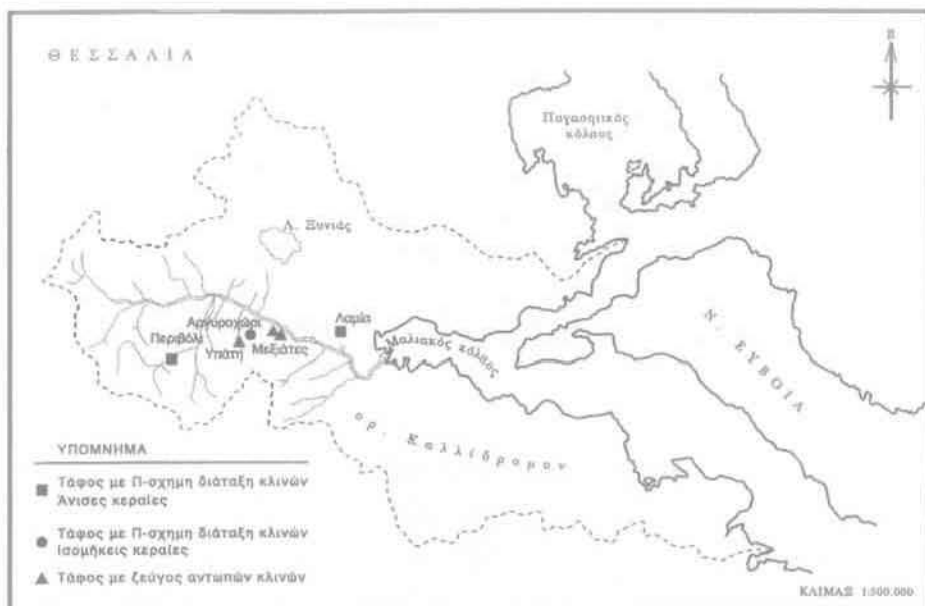 ΘΕΣΣΑΛΙΑ
Β
Παγασητικός
κόλπος
Λ. Ξυνιάς
Λαμία
Αργυροχώρι
Περιβόλι
Υπάτη
Μεξιάτες
Μαλιακός κόλπος
Ν. ΕΥΒΟΙΑ
ορ. Καλλίδρομον
ΥΠΟΜΝΗΜΑ
Τάφος με Π-σχημη διάταξη κλινών
Άνισες κεραίες
Τάφος με Π-σχημη διάταξη κλινών
Ισομήκεις κεραίες
Τάφος με ζεύγος αντωπών κλινών
ΚΛΙΜΑΞ 1:500.000